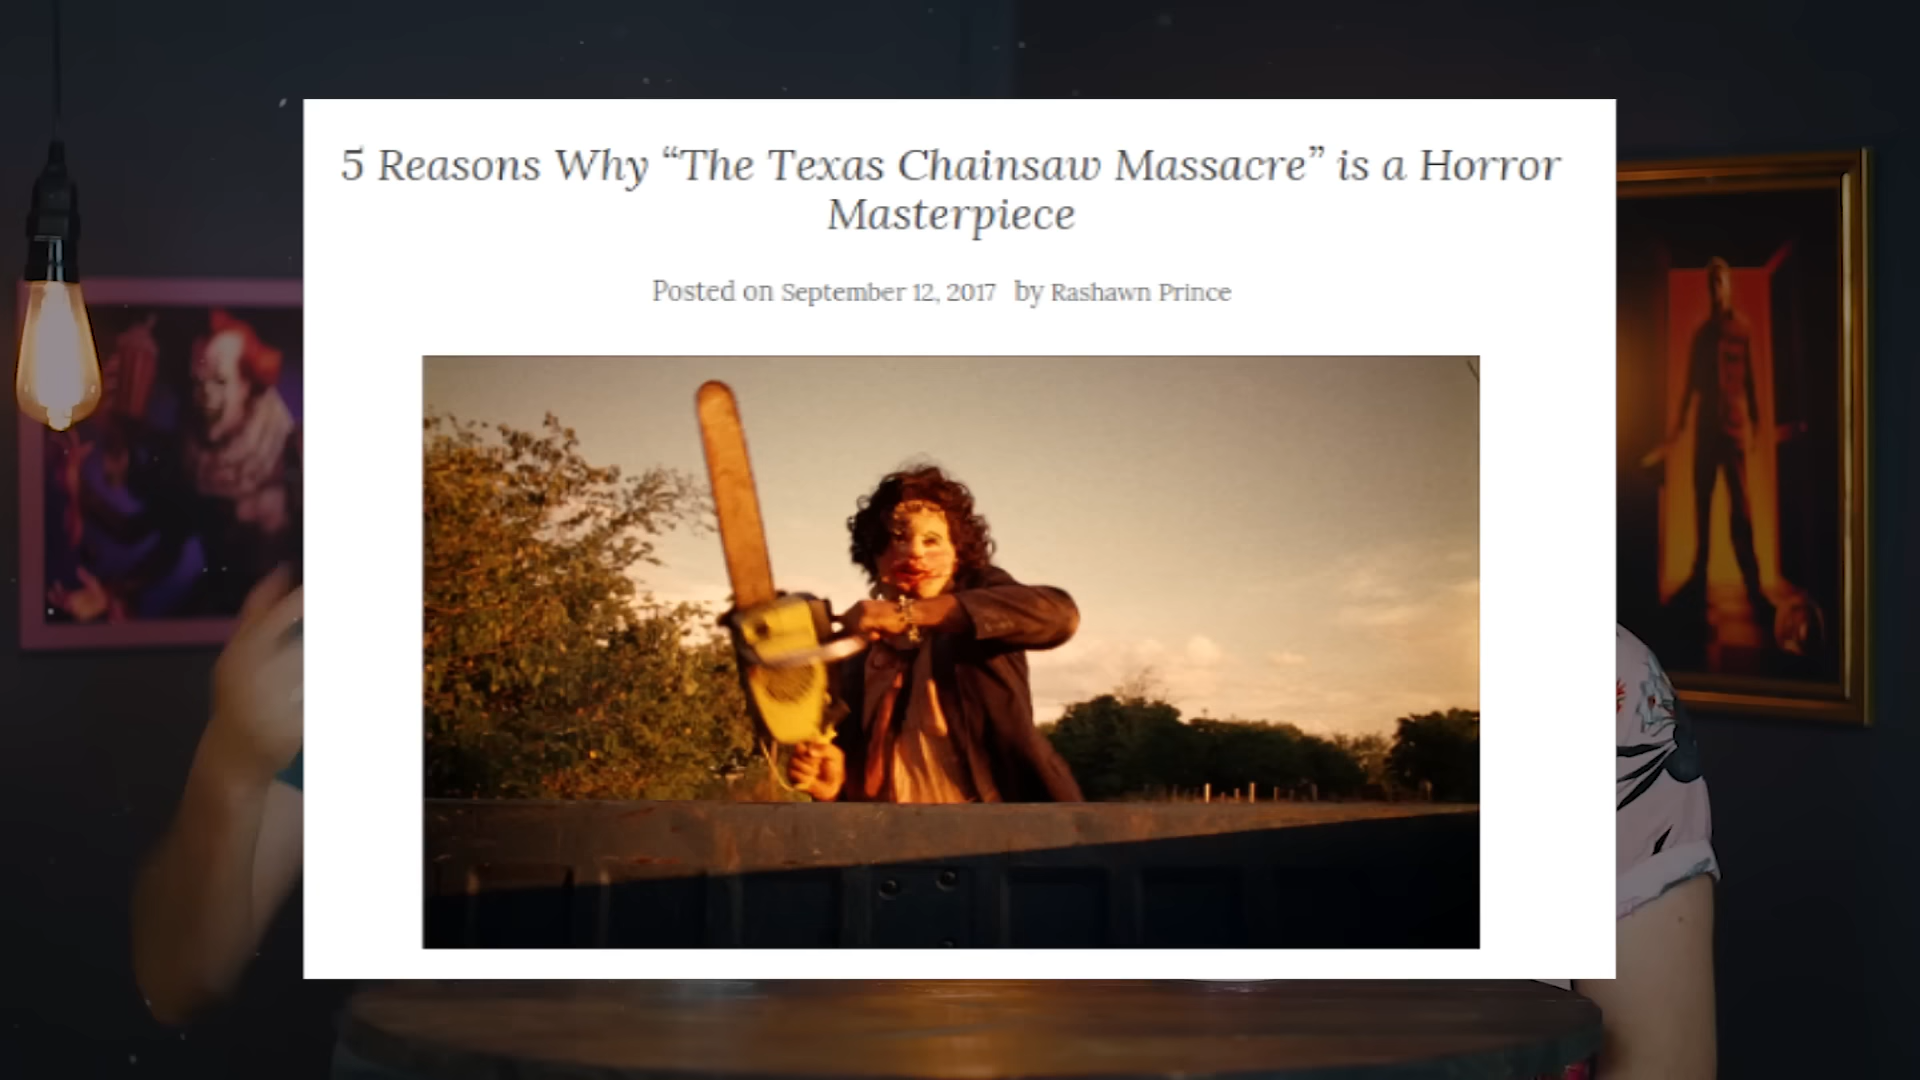 5 Reasons Why “The Texas Chainsaw Massacre” is a Horror
Masterpiece
Posted on September 12, 2017 by Rashawn Prince